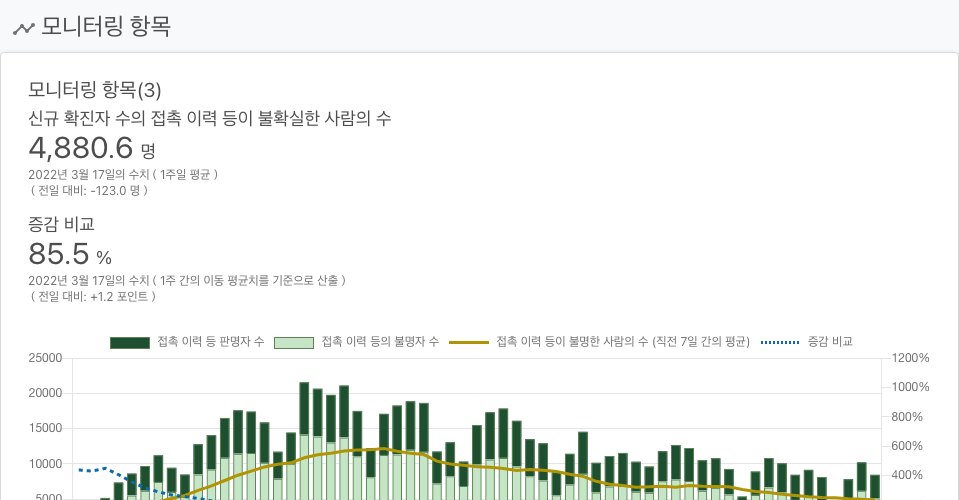 모니터링 항목
모니터링 항목(3)
신규 확진자 수의 접촉 이력 등이 불확실한 사람의 수
4,880.6 명
2022년 3월 17일의 수치 ( 1주일 평균 )
( 전일 대비: -123.0 명 )
증감 비교
85.5 %
2022년 3월 17일의 수치 ( 1주 간의 이동 평균치를 기준으로 산출 )
( 전일 대비: +1.2 포인트 )
접촉 이력 등 판명자 수 접촉 이력 등의 불명자 수 접촉 이력 등이 불명한 사람의 수 (직전 7일 간의 평균) 증감 비교
25000 1200%
20000 1000%
15000 800%
10000 600%
5000 400%